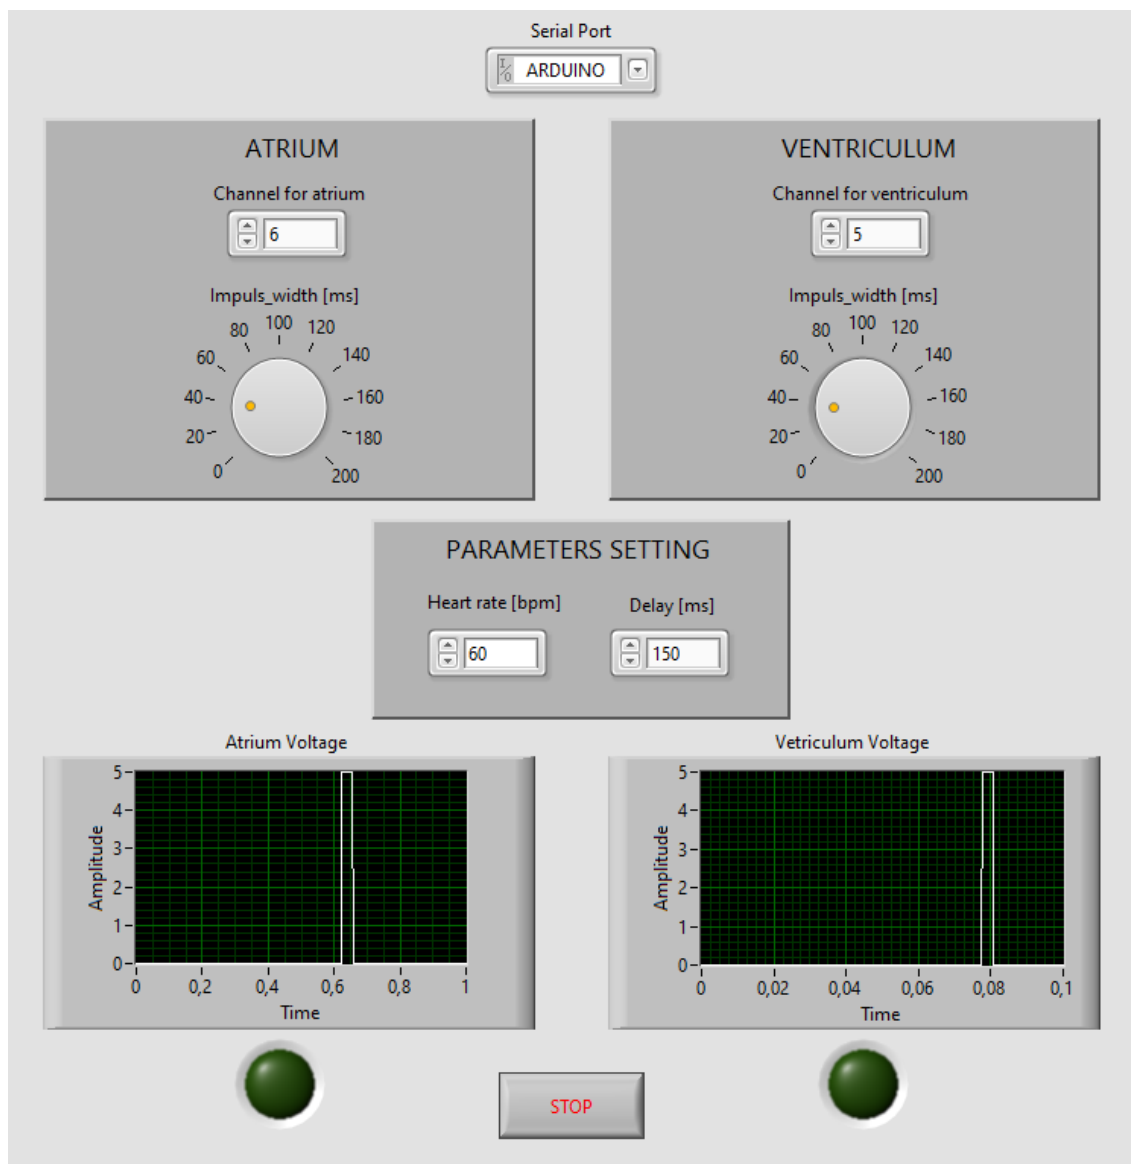 Serial Port
I/O ARDUINO
ATRIUM
Channel for atrium
6
Impuls_width [ms]
0 20 40 60 80 100 120 140 160 180 200
VENTRICULUM
Channel for ventriculum
5
Impuls_width [ms]
0 20 40 60 80 100 120 140 160 180 200
PARAMETERS SETTING
Heart rate [bpm] Delay [ms]
60 150
Atrium Voltage
Amplitude
5
4
3
2
1
0
0 0,2 0,4 0,6 0,8 1
Time
Vetriculum Voltage
Amplitude
5
4
3
2
1
0
0 0,02 0,04 0,06 0,08 0,1
Time
STOP